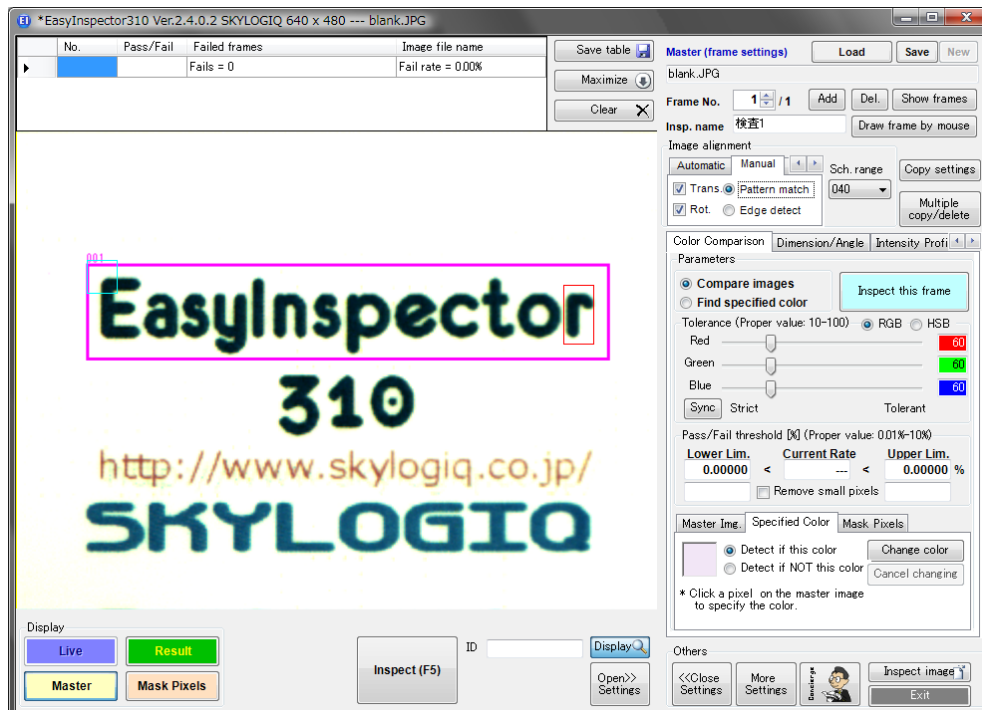 *EasyInspector310 Ver.2.4.0.2 SKYLOGIQ 640 x 480 --- blank.JPG
No. Pass/Fail Failed frames Image file name
Fails = 0 Fail rate = 0.00%
Save table
Maximize
Clear
001
EasyInspector
310
http://www.skylogiq.co.jp/
SKYLOGIQ
Display
Live Result
Master Mask Pixels
Inspect (F5)
ID
Display
Open>>
Settings
Master (frame settings) Load Save New
blank.JPG
Frame No. 1 / 1 Add Del. Show frames
Insp. name 検査1 Draw frame by mouse
Image alignment
Automatic Manual Sch. range Copy settings
Trans. Pattern match 040
Rot. Edge detect Multiple
copy/delete
Color Comparison Dimension/Angle Intensity Profi
Parameters
Compare images
Find specified color
Inspect this frame
Tolerance (Proper value: 10-100) RGB HSB
Red 60
Green 60
Blue 60
Sync Strict Tolerant
Pass/Fail threshold [%] (Proper value: 0.01%-10%)
Lower Lim. Current Rate Upper Lim.
0.00000 < --- < 0.00000 %
Remove small pixels
Master Img. Specified Color Mask Pixels
Detect if this color Change color
Detect if NOT this color Cancel changing
* Click a pixel on the master image
to specify the color.
Others
<<Close
Settings
More
Settings
Concierge
Inspect image
Exit